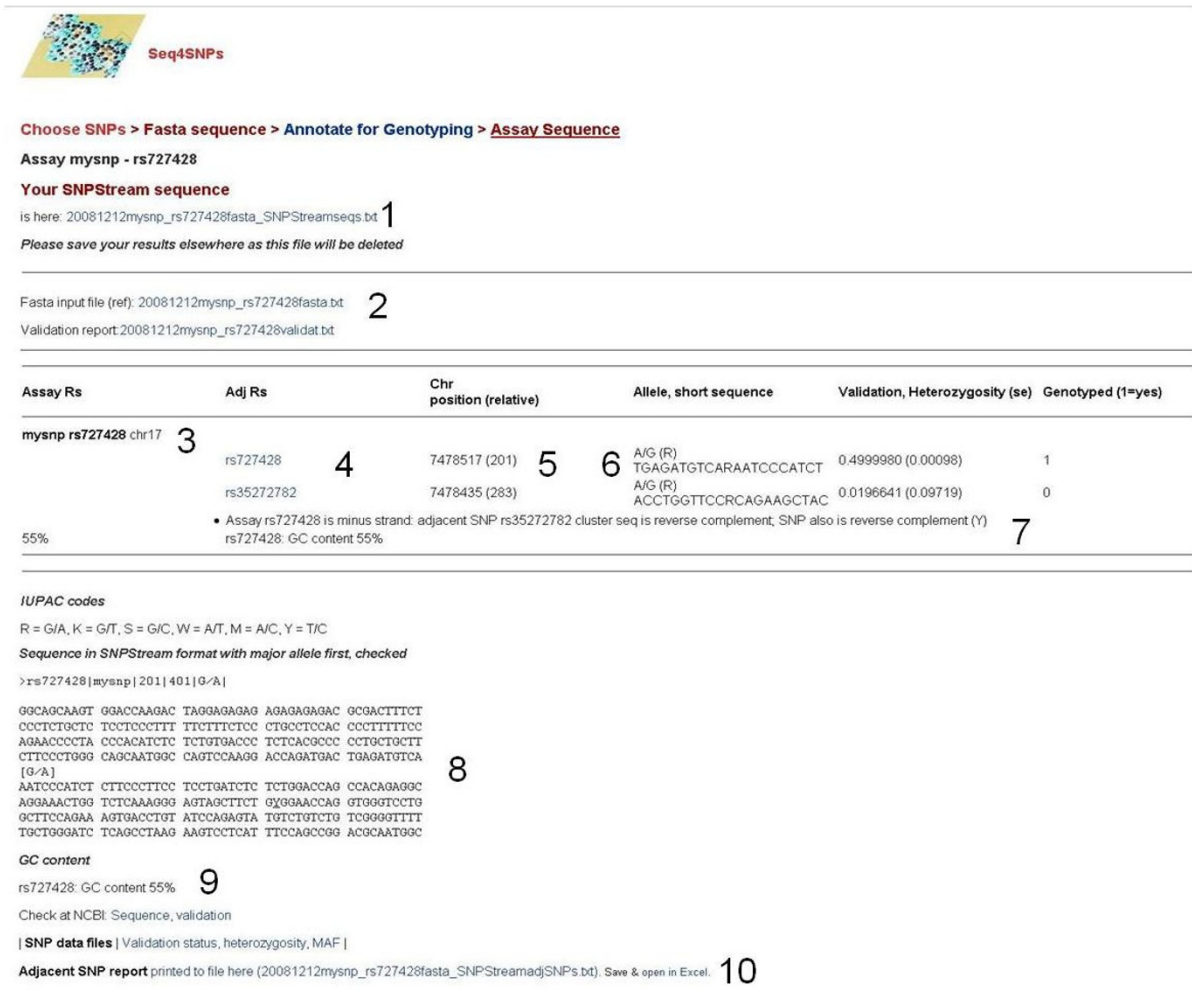 Seq4SNPs
Choose SNPs > Fasta sequence > Annotate for Genotyping > Assay Sequence
Assay mysnp - rs727428
Your SNPStream sequence
is here: 20081212mysnp_rs727428fasta_SNPStreamseqs.txt 1
Please save your results elsewhere as this file will be deleted
Fasta input file (ref): 20081212mysnp_rs727428fasta.txt 2
Validation report:20081212mysnp_rs727428validat.txt
Assay Rs Adj Rs Chr position (relative) Allele, short sequence Validation, Heterozygosity (se) Genotyped (1=yes)
mysnp rs727428 chr17 3
rs727428 4 7478517 (201) 5 6 A/G (R) TGAGATGTCARAATCCCATCT 0.4999980 (0.00098) 1
rs35272782 7478435 (283) A/G (R) ACCTGGTTCCRCAGAAGCTAC 0.0196641 (0.09719) 0
• Assay rs727428 is minus strand: adjacent SNP rs35272782 cluster seq is reverse complement; SNP also is reverse complement (Y) 7
55% rs727428: GC content 55%
IUPAC codes
R = G/A, K = G/T, S = G/C, W = A/T, M = A/C, Y = T/C
Sequence in SNPStream format with major allele first, checked
>rs727428|mysnp|201|401|G/A|
GGCAGCAAGT GGACCAAGAC TAGGAGAGAG AGAGAGAGAC GCGACTTTCT
CCCTCTGCTC TCCTCCCTTT TTCTTTCTCC CTGCCTCCAC CCCTTTTTCC
AGAACCCCTA CCCACATCTC TCTGTGACCC TCTCACGCCC CCTGCTGCTT
CTTCCCTGGG CAGCAATGGC CAGTCCAAGG ACCAGATGAC TGAGATGTCA
[G/A]
AATCCCATCT CTTCCCTTCC TCCTGATCTC TCTGGACCAG CCACAGAGGC
AGGAAACTGG TCTCAAAGGG AGTAGCTTCT GYGGAACCAG GTGGGTCCTG
GCTTCCAGAA AGTGACCTGT ATCCAGAGTA TGTCTGTCTG TCGGGGTTTT
TGCTGGGATC TCAGCCTAAG AAGTCCTCAT TTCCAGCCGG ACGCAATGGC
8
GC content
rs727428: GC content 55% 9
Check at NCBI: Sequence, validation
| SNP data files | Validation status, heterozygosity, MAF |
Adjacent SNP report printed to file here (20081212mysnp_rs727428fasta_SNPStreamadjSNPs.txt). Save & open in Excel. 10